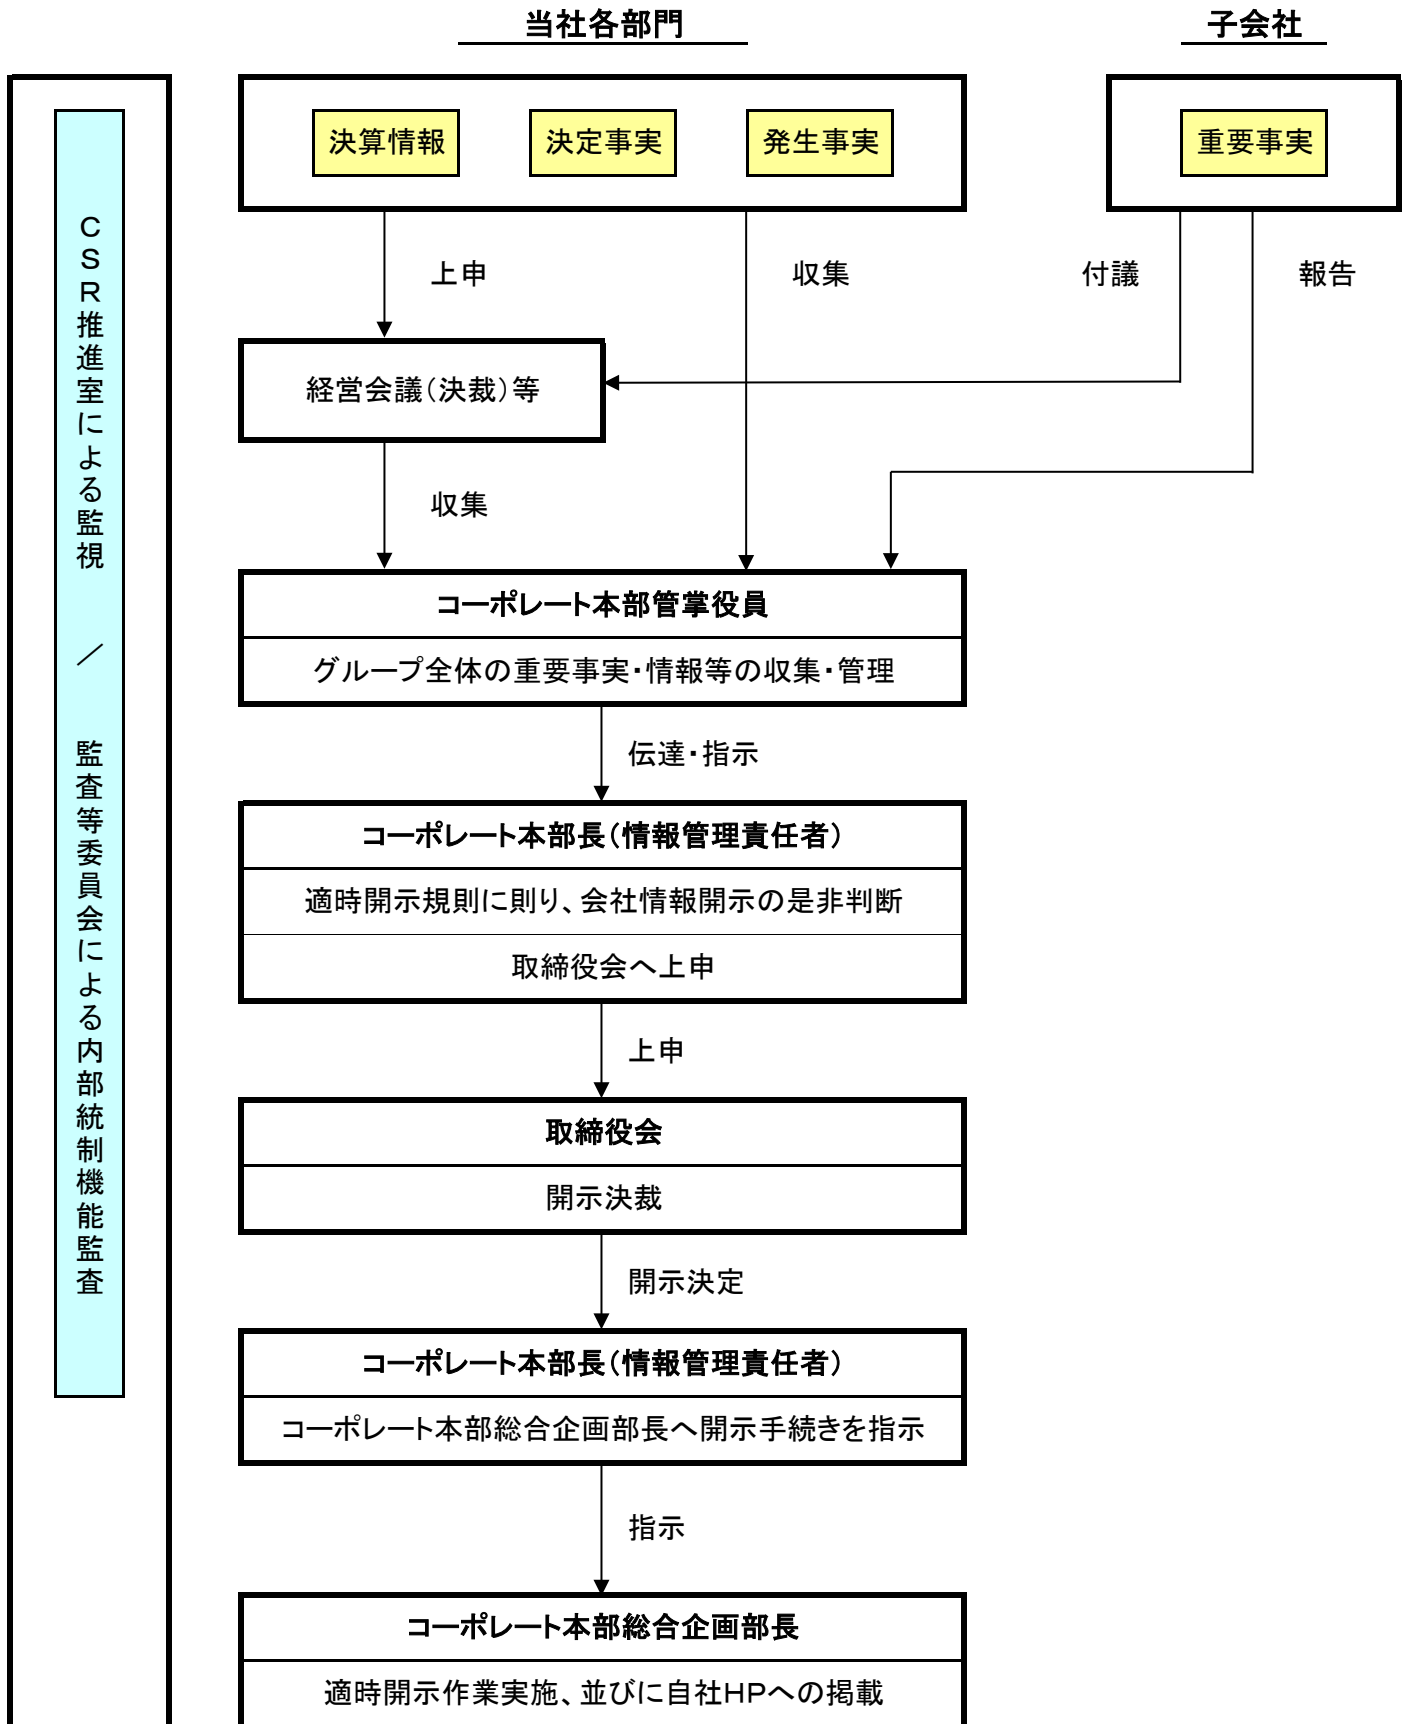 当社各部門
子会社
決算情報
決定事実
発生事実
重要事実
上申
収集
付議
報告
経営会議（決裁）等
収集
コーポレート本部管掌役員
グループ全体の重要事実・情報等の収集・管理
伝達・指示
コーポレート本部長（情報管理責任者）
適時開示規則に則り、会社情報開示の是非判断
取締役会へ上申
上申
取締役会
開示決裁
開示決定
コーポレート本部長（情報管理責任者）
コーポレート本部総合企画部長へ開示手続きを指示
指示
コーポレート本部総合企画部長
適時開示作業実施、並びに自社HPへの掲載
ＣＳＲ推進室による監視　／　監査等委員会による内部統制機能監査